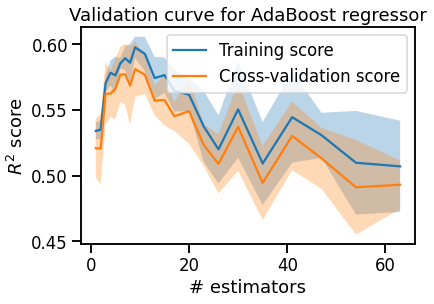 Validation curve for AdaBoost regressor
R² score
0.60
0.55
0.50
0.45
Training score
Cross-validation score
0 20 40 60
# estimators